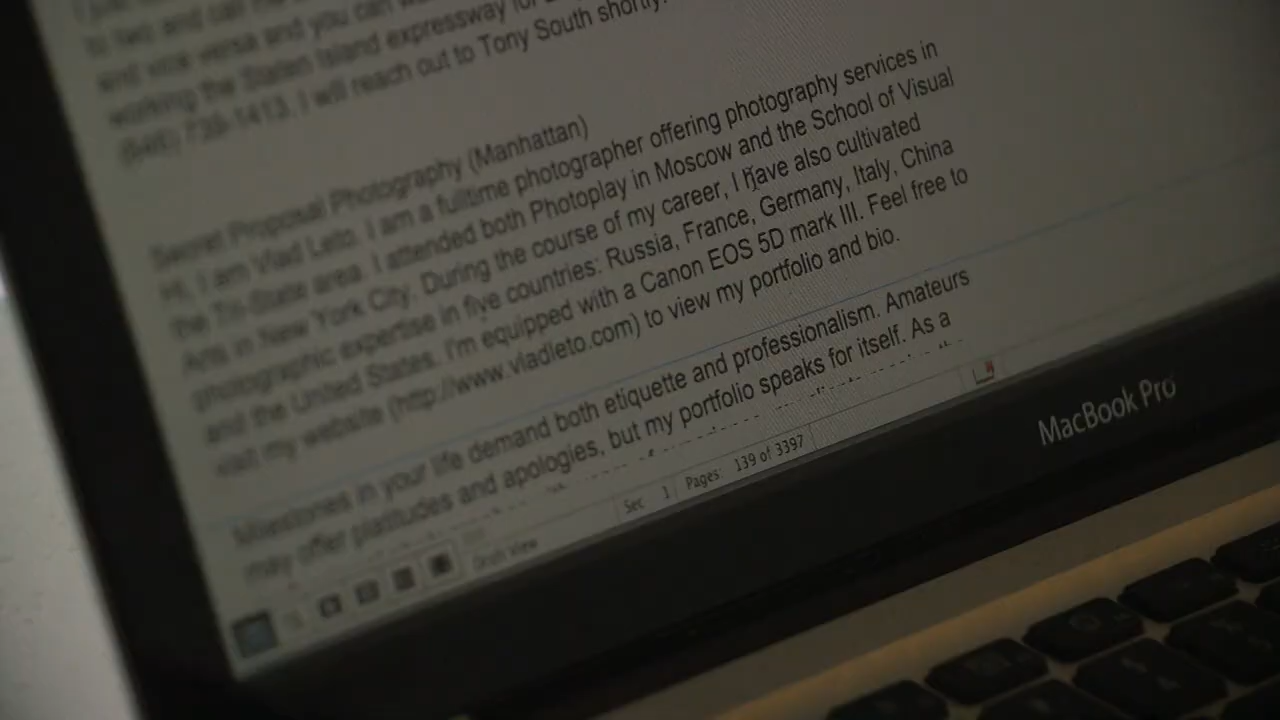 to two and call me
and vice versa and you can
working the Staten Island expressway for
(646) 739-1413. I will reach out to Tony South shortly.
Secret Proposal Photography (Manhattan)
Hi, I am Vlad Leto. I am a fulltime photographer offering photography services in
the Tri-State area. I attended both Photoplay in Moscow and the School of Visual
Arts in New York City. During the course of my career, I have also cultivated
photographic expertise in five countries: Russia, France, Germany, Italy, China
and the United States. I'm equipped with a Canon EOS 5D mark III. Feel free to
visit my website (http://www.vladleto.com) to view my portfolio and bio.
Milestones in your life demand both etiquette and professionalism. Amateurs
may offer platitudes and apologies, but my portfolio speaks for itself. As a
Draft View
Sec 1
Pages: 139 of 3397
MacBook Pro